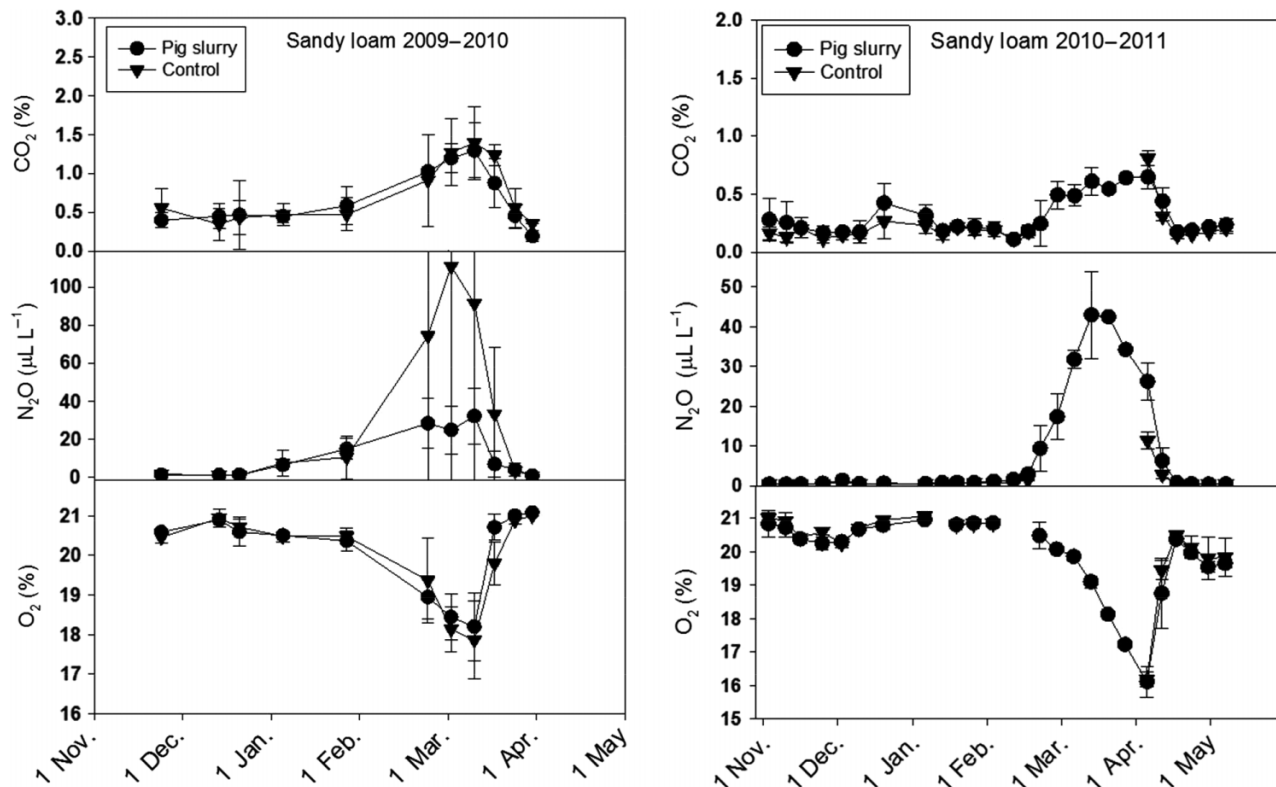 Sandy loam 2009–2010
Pig slurry
Control
CO₂ (%)
3.0
2.5
2.0
1.5
1.0
0.5
0.0
N₂O (µL L⁻¹)
100
80
60
40
20
0
O₂ (%)
21
20
19
18
17
16
1 Nov.
1 Dec.
1 Jan.
1 Feb.
1 Mar.
1 Apr.
1 May
Sandy loam 2010–2011
Pig slurry
Control
CO₂ (%)
2.0
1.5
1.0
0.5
0.0
N₂O (µL L⁻¹)
50
40
30
20
10
0
O₂ (%)
21
20
19
18
17
16
15
1 Nov.
1 Dec.
1 Jan.
1 Feb.
1 Mar.
1 Apr.
1 May